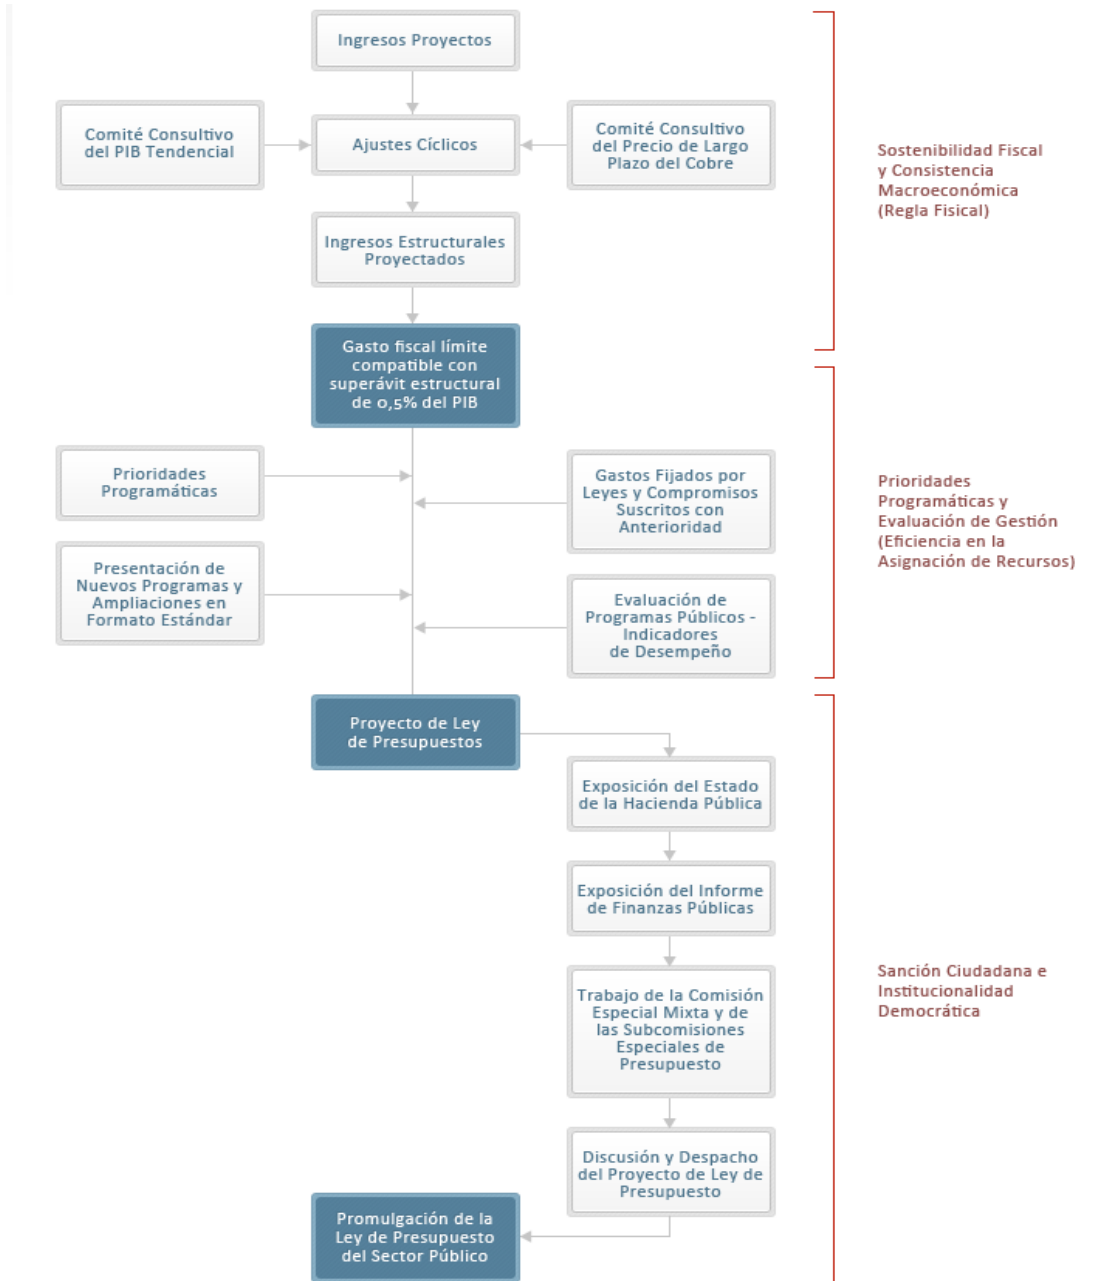 Ingresos Proyectos
Comité Consultivo
del PIB Tendencial
Ajustes Cíclicos
Comité Consultivo
del Precio de Largo
Plazo del Cobre
Sostenibilidad Fiscal
y Consistencia
Macroeconómica
(Regla Fisical)
Ingresos Estructurales
Proyectados
Gasto fiscal límite
compatible con
superávit estructural
de 0,5% del PIB
Prioridades
Programáticas
Gastos Fijados por
Leyes y Compromisos
Suscritos con
Anterioridad
Prioridades
Programáticas y
Evaluación de Gestión
(Eficiencia en la
Asignación de Recursos)
Presentación de
Nuevos Programas y
Ampliaciones en
Formato Estándar
Evaluación de
Programas Públicos -
Indicadores
de Desempeño
Proyecto de Ley
de Presupuestos
Exposición del Estado
de la Hacienda Pública
Exposición del Informe
de Finanzas Públicas
Trabajo de la Comisión
Especial Mixta y de
las Subcomisiones
Especiales de
Presupuesto
Sanción Ciudadana e
Institucionalidad
Democrática
Discusión y Despacho
del Proyecto de Ley de
Presupuesto
Promulgación de la
Ley de Presupuesto
del Sector Público